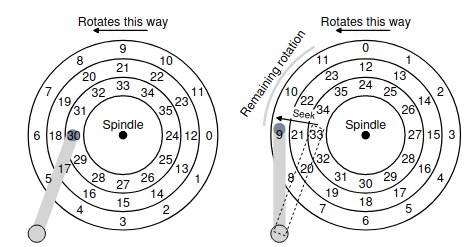 Rotates this way
9
8 10
20 21 22
7 32 33 34 11
19 31 35 23
Spindle
6 18 30 24 12 0
29 25
5 17 28 27 26 13 1
16 15 14
4 2
3
Rotates this way
Remaining rotation
0
11 1
23 12 13
10 35 24 25 2
22 34 26 14
Seek
Spindle
9 21 33 27 15 3
32 28
8 20 31 30 29 16 4
19 18 17
7 5
6